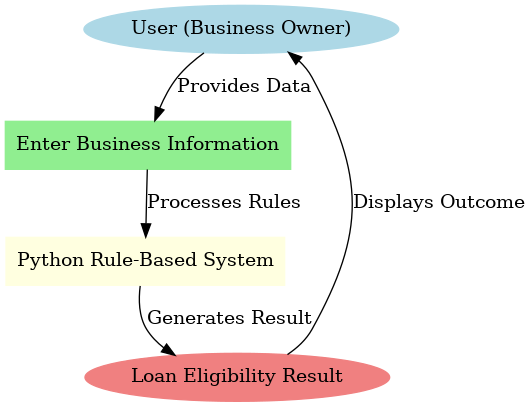 User (Business Owner)
Provides Data
Enter Business Information
Processes Rules
Displays Outcome
Python Rule-Based System
Generates Result
Loan Eligibility Result